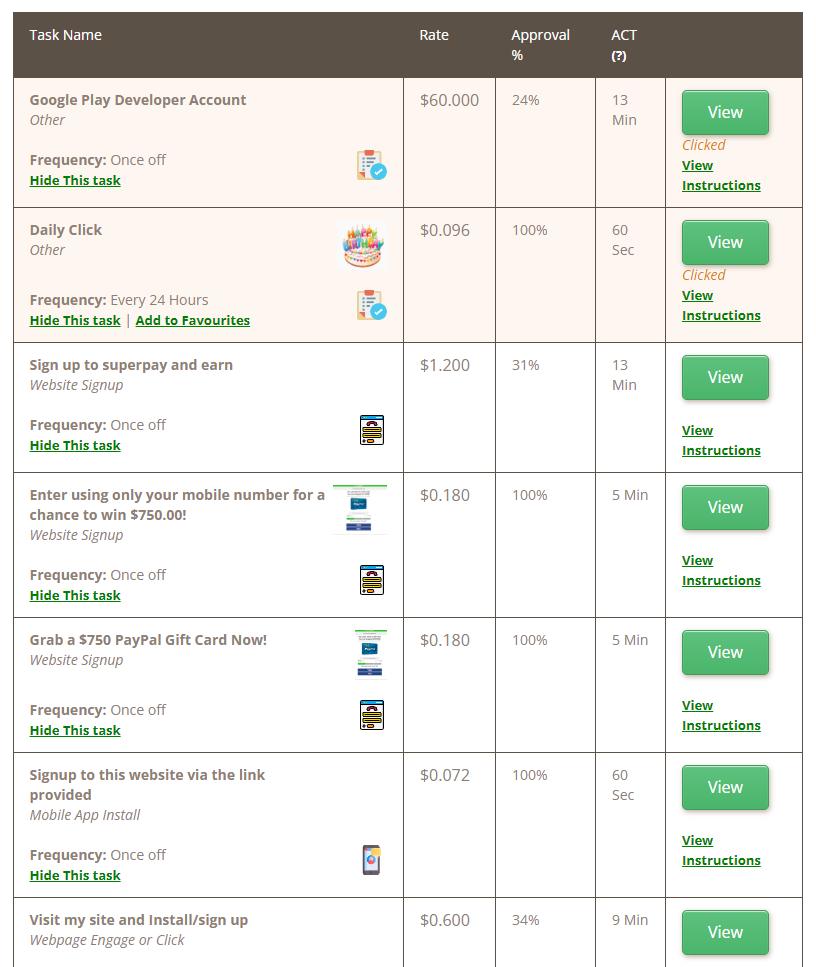 Task Name Rate Approval % ACT (?)
Google Play Developer Account $60.000 24% 13 Min View
Other
Clicked
Frequency: Once off
View Instructions
Hide This task
Daily Click $0.096 100% 60 Sec View
Other
HAPPY BIRTHDAY
Clicked
Frequency: Every 24 Hours
View Instructions
Hide This task | Add to Favourites
Sign up to superpay and earn $1.200 31% 13 Min View
Website Signup
Frequency: Once off
View Instructions
Hide This task
Enter using only your mobile number for a $0.180 100% 5 Min View
chance to win $750.00!
Website Signup
Frequency: Once off
View Instructions
Hide This task
Grab a $750 PayPal Gift Card Now! $0.180 100% 5 Min View
Website Signup
Frequency: Once off
View Instructions
Hide This task
Signup to this website via the link $0.072 100% 60 Sec View
provided
Mobile App Install
Frequency: Once off
View Instructions
Hide This task
Visit my site and Install/sign up $0.600 34% 9 Min View
Webpage Engage or Click